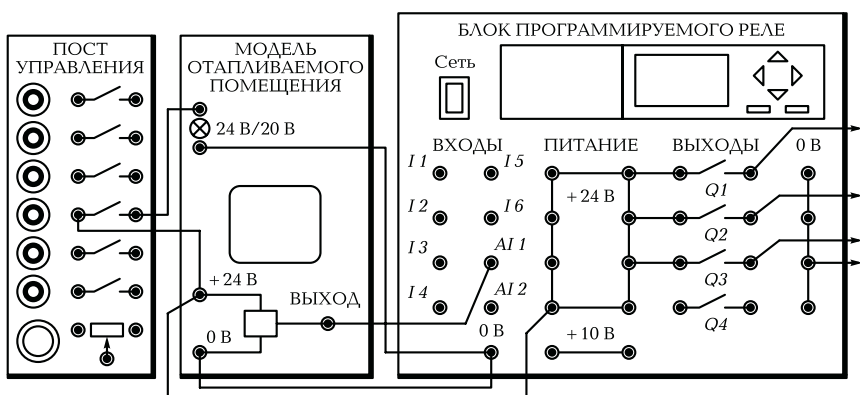 ПОСТ
УПРАВЛЕНИЯ
МОДЕЛЬ
ОТАПЛИВАЕМОГО
ПОМЕЩЕНИЯ
24 В/20 В
+ 24 В
ВЫХОД
0 В
БЛОК ПРОГРАММИРУЕМОГО РЕЛЕ
Сеть
ВХОДЫ
ПИТАНИЕ
ВЫХОДЫ
0 В
I 1
I 5
+ 24 В
Q1
I 2
I 6
Q2
I 3
AI 1
Q3
I 4
AI 2
Q4
0 В
+ 10 В